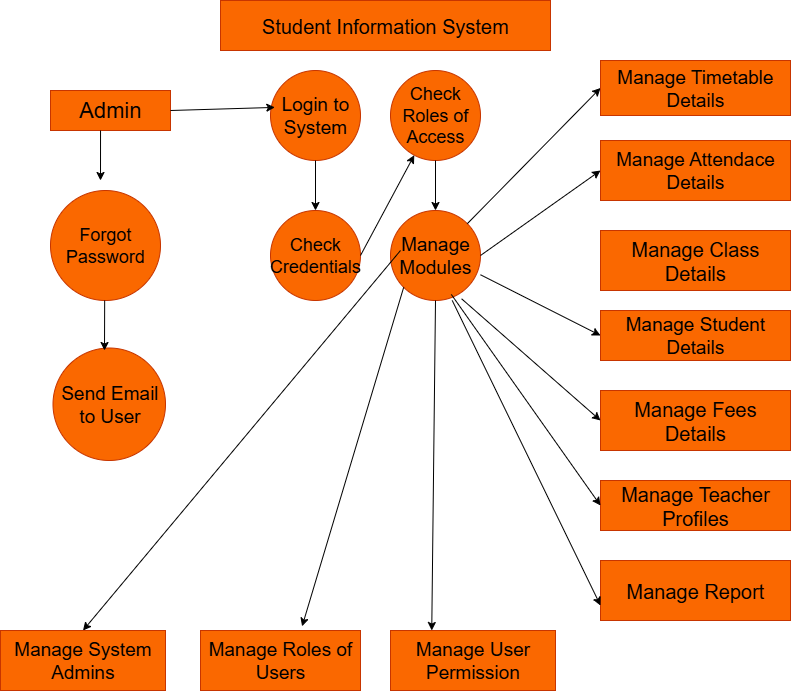 Student Information System
Admin
Login to
System
Check
Roles of
Access
Manage Timetable
Details
Manage Attendace
Details
Forgot
Password
Check
Credentials
Manage
Modules
Manage Class
Details
Manage Student
Details
Send Email
to User
Manage Fees
Details
Manage Teacher
Profiles
Manage Report
Manage System
Admins
Manage Roles of
Users
Manage User
Permission